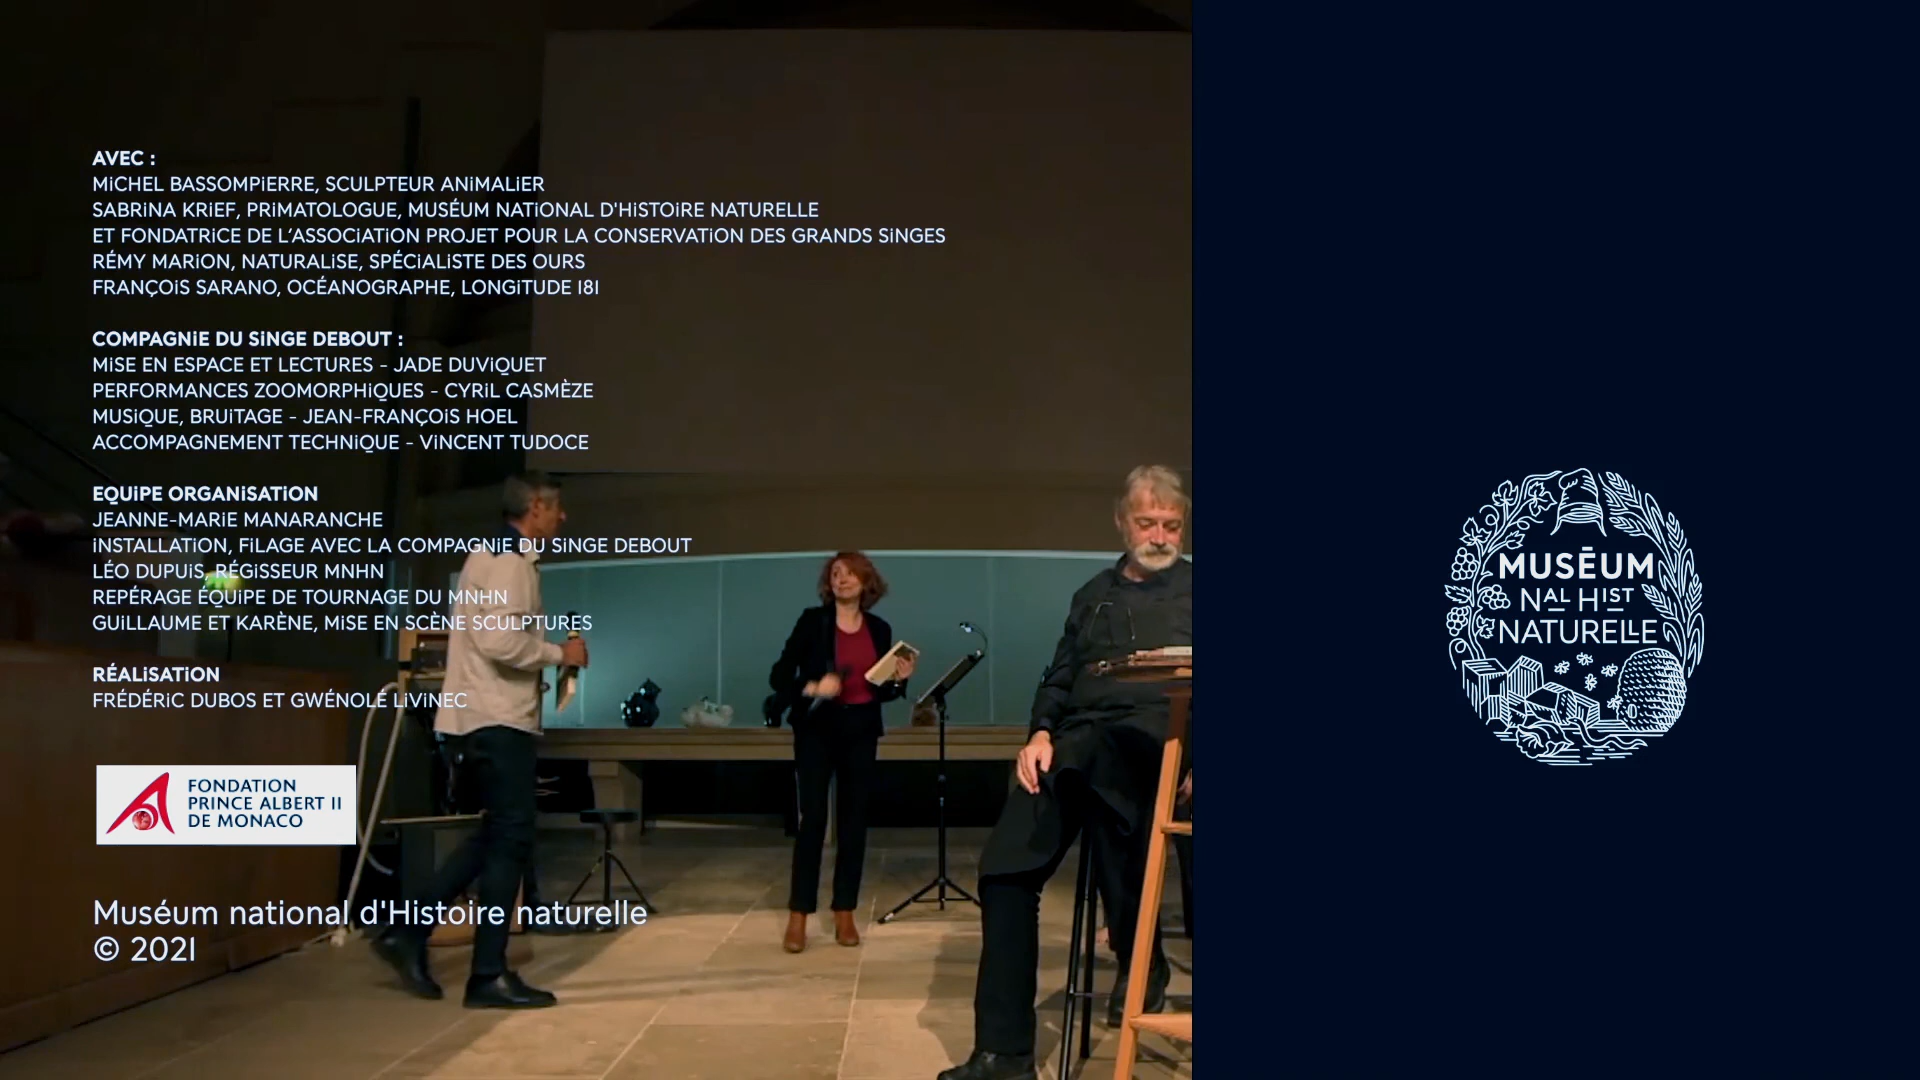 AVEC :
MiCHEL BASSOMPiERRE, SCULPTEUR ANiMALiER
SABRiNA KRiEF, PRiMATOLOGUE, MUSÉUM NATiONAL D'HiSTOiRE NATURELLE
ET FONDATRiCE DE L'ASSOCiATiON PROJET POUR LA CONSERVATiON DES GRANDS SiNGES
RÉMY MARiON, NATURALiSE, SPÉCiALiSTE DES OURS
FRANÇOiS SARANO, OCÉANOGRAPHE, LONGiTUDE 181
COMPAGNiE DU SiNGE DEBOUT :
MiSE EN ESPACE ET LECTURES - JADE DUViQUET
PERFORMANCES ZOOMORPHiQUES - CYRiL CASMÈZE
MUSiQUE, BRUiTAGE - JEAN-FRANÇOiS HOEL
ACCOMPAGNEMENT TECHNiQUE - ViNCENT TUDOCE
EQUiPE ORGANiSATiON
JEANNE-MARiE MANARANCHE
iNSTALLATiON, FiLAGE AVEC LA COMPAGNiE DU SiNGE DEBOUT
LÉO DUPUiS, RÉGiSSEUR MNHN
REPÉRAGE ÉQUiPE DE TOURNAGE DU MNHN
GUiLLAUME ET KARÈNE, MiSE EN SCÈNE SCULPTURES
RÉALiSATiON
FRÉDÉRiC DUBOS ET GWÉNOLÉ LiViNEC
FONDATION
PRINCE ALBERT II
DE MONACO
Muséum national d'Histoire naturelle
© 2021
MUSĒUM
NAL HIST
NATURELLE